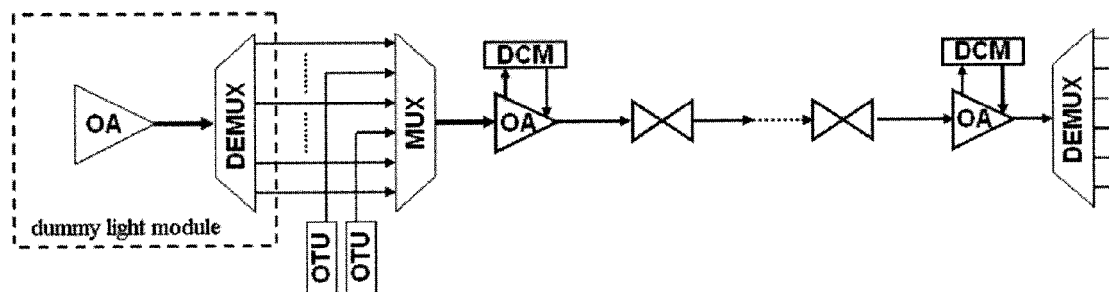 OA
DEMUX
dummy light module
OTU
OTU
MUX
DCM
OA
DCM
OA
DEMUX